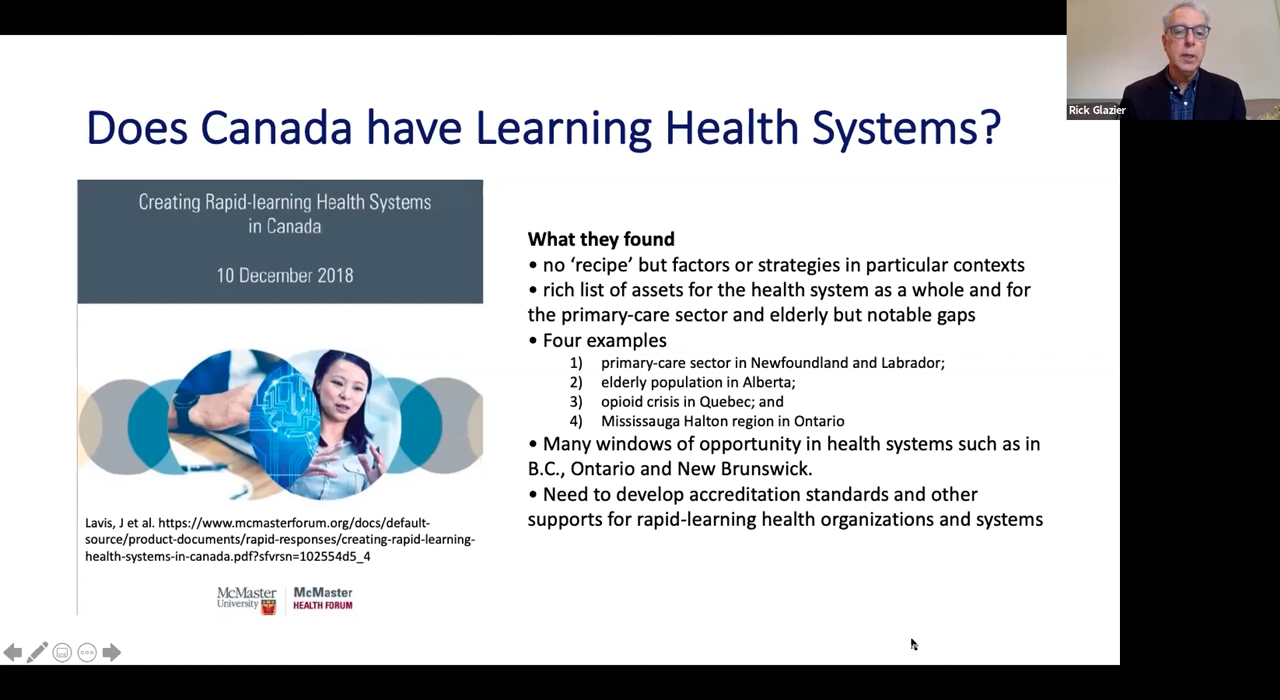 Rick Glazier
Does Canada have Learning Health Systems?
Creating Rapid-learning Health Systems
in Canada
10 December 2018
Lavis, J et al. https://www.mcmasterforum.org/docs/default-
source/product-documents/rapid-responses/creating-rapid-learning-
health-systems-in-canada.pdf?sfvrsn=102554d5_4
McMaster
University
McMaster
HEALTH FORUM
What they found
• no ‘recipe’ but factors or strategies in particular contexts
• rich list of assets for the health system as a whole and for
the primary-care sector and elderly but notable gaps
• Four examples
1) primary-care sector in Newfoundland and Labrador;
2) elderly population in Alberta;
3) opioid crisis in Quebec; and
4) Mississauga Halton region in Ontario
• Many windows of opportunity in health systems such as in
B.C., Ontario and New Brunswick.
• Need to develop accreditation standards and other
supports for rapid-learning health organizations and systems